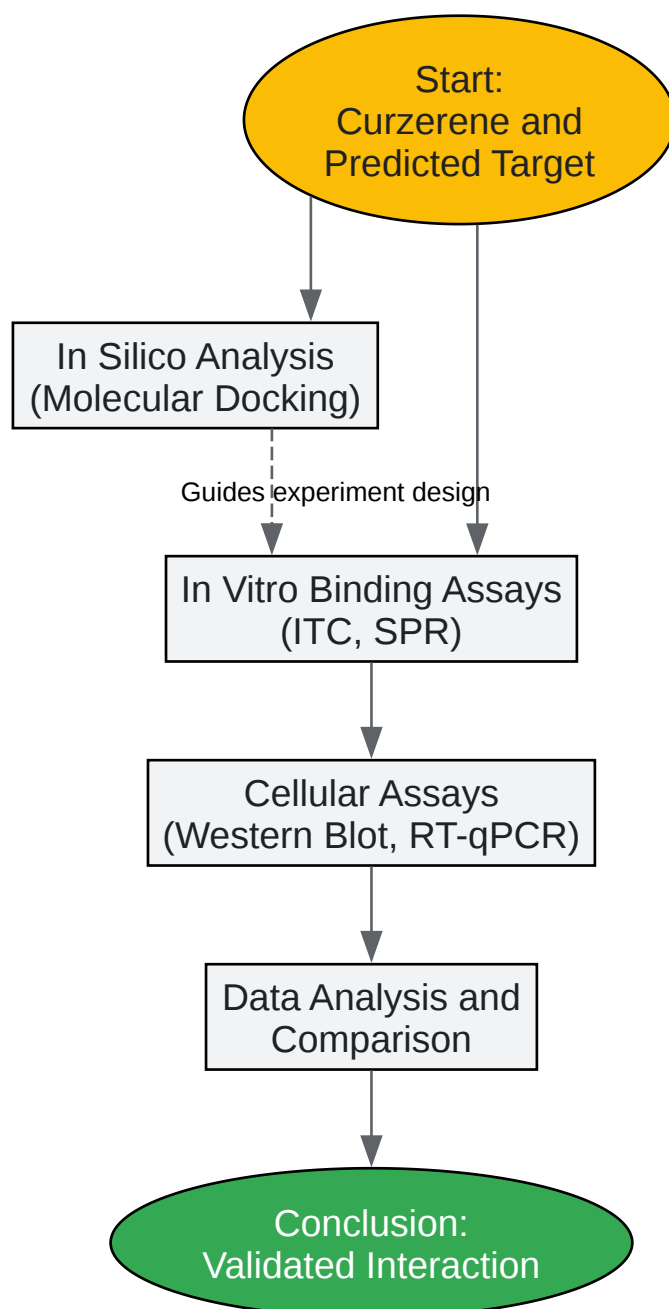 Start:
Curzerene and
Predicted Target
In Silico Analysis
(Molecular Docking)
Guides experiment design
In Vitro Binding Assays
(ITC, SPR)
Cellular Assays
(Western Blot, RT-qPCR)
Data Analysis and
Comparison
Conclusion:
Validated Interaction